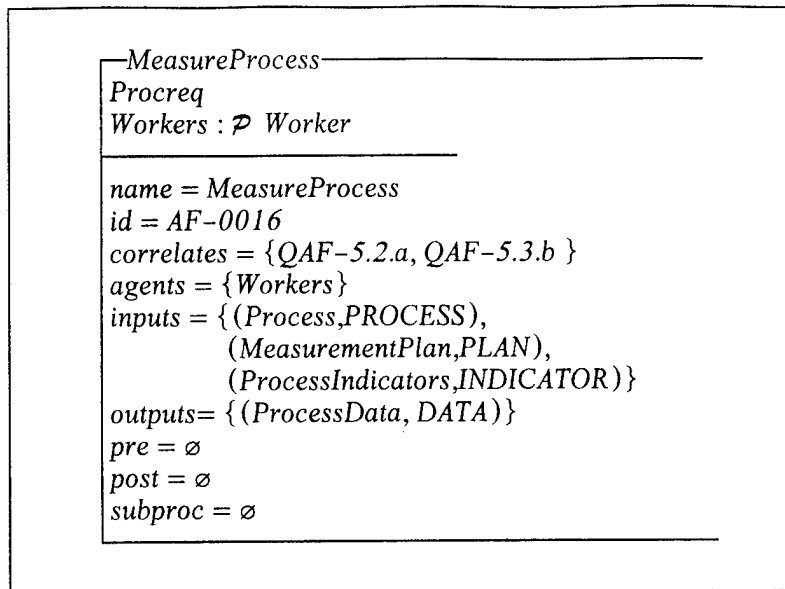 MeasureProcess
Procreq
Workers : 𝒫 Worker
name = MeasureProcess
id = AF-0016
correlates = {QAF-5.2.a, QAF-5.3.b }
agents = {Workers}
inputs = {(Process,PROCESS),
(MeasurementPlan,PLAN),
(ProcessIndicators,INDICATOR)}
outputs= {(ProcessData, DATA)}
pre = ∅
post = ∅
subproc = ∅